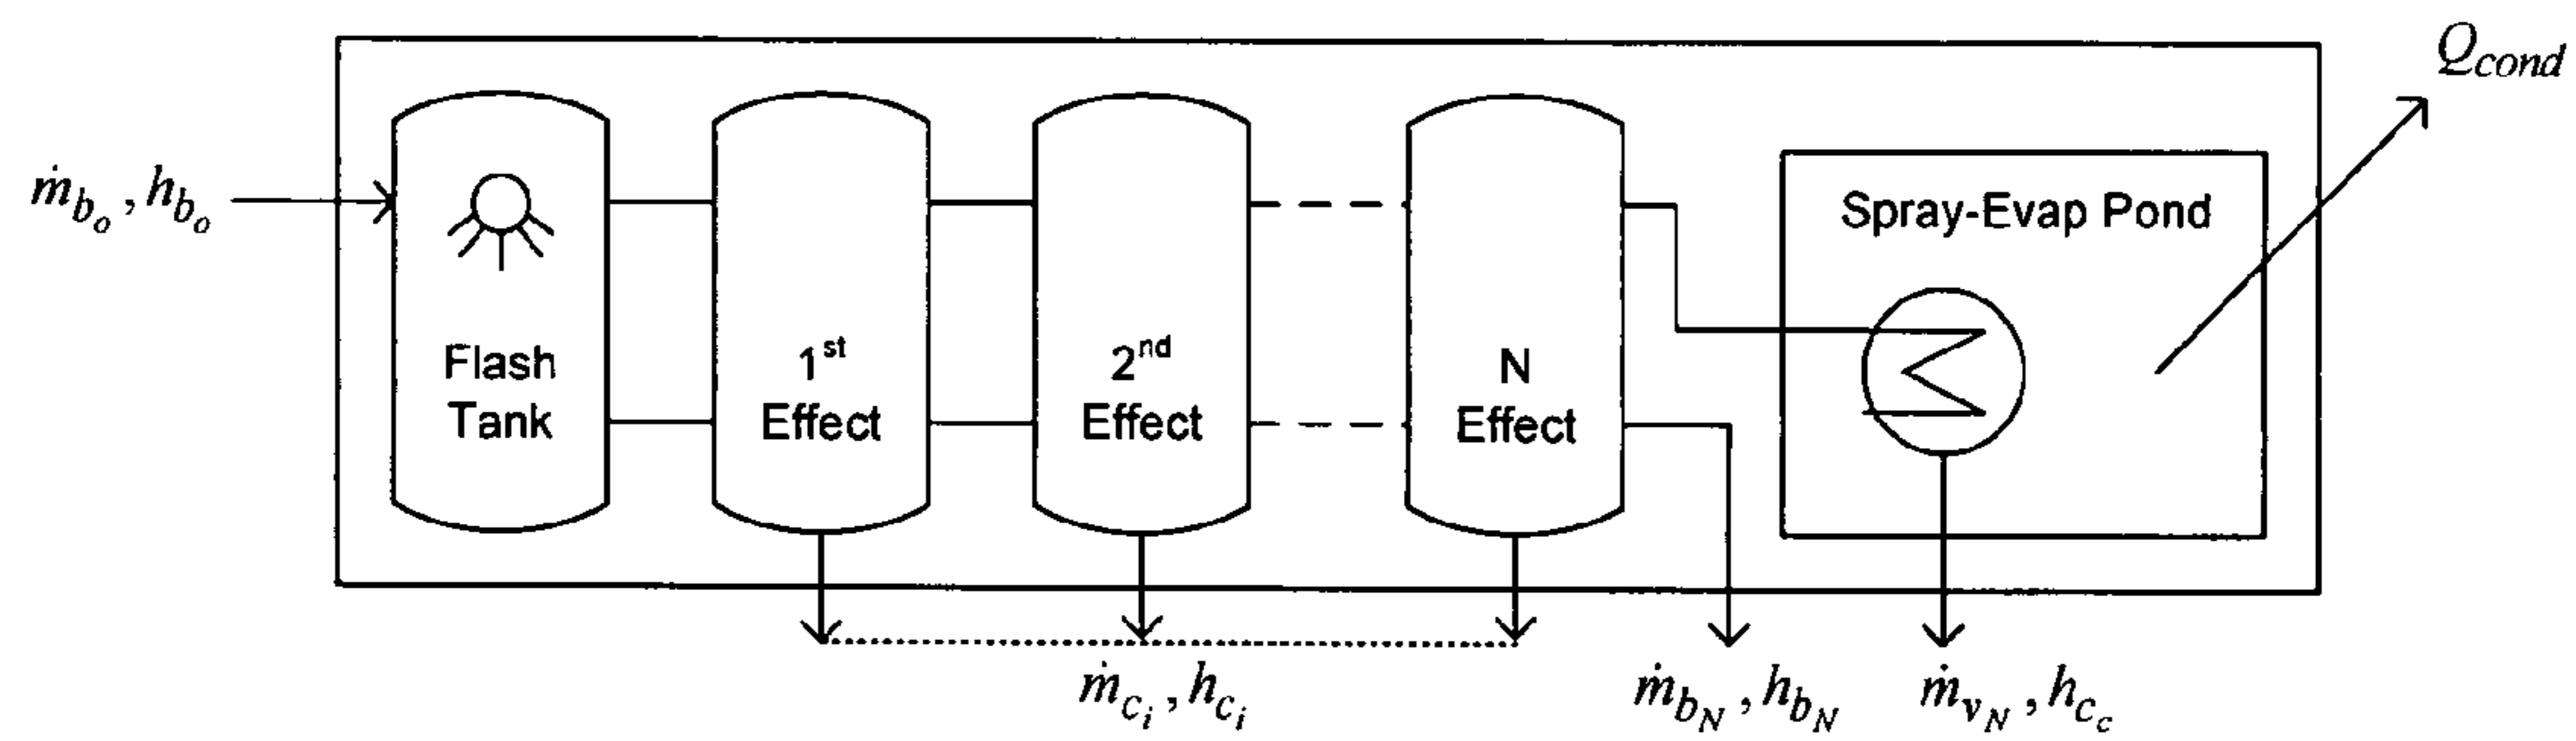 Q_cond
ṁ_b_o, h_b_o
Spray-Evap Pond
Flash
Tank
1st
Effect
2nd
Effect
N
Effect
ṁ_c_i, h_c_i
ṁ_b_N, h_b_N
ṁ_v_N, h_c_c